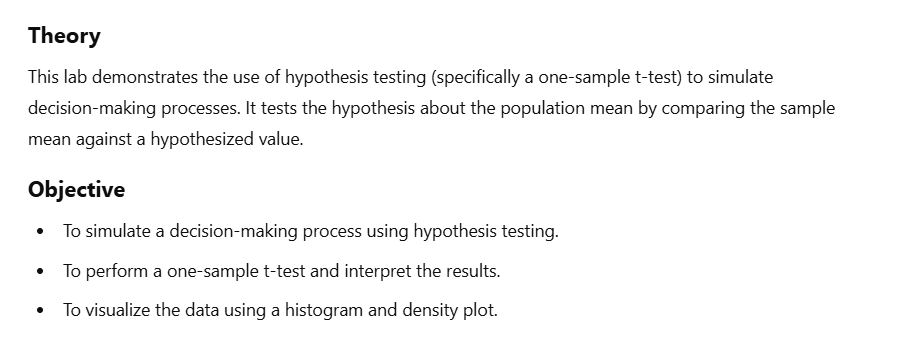 Theory
This lab demonstrates the use of hypothesis testing (specifically a one-sample t-test) to simulate
decision-making processes. It tests the hypothesis about the population mean by comparing the sample
mean against a hypothesized value.
Objective
• To simulate a decision-making process using hypothesis testing.
• To perform a one-sample t-test and interpret the results.
• To visualize the data using a histogram and density plot.